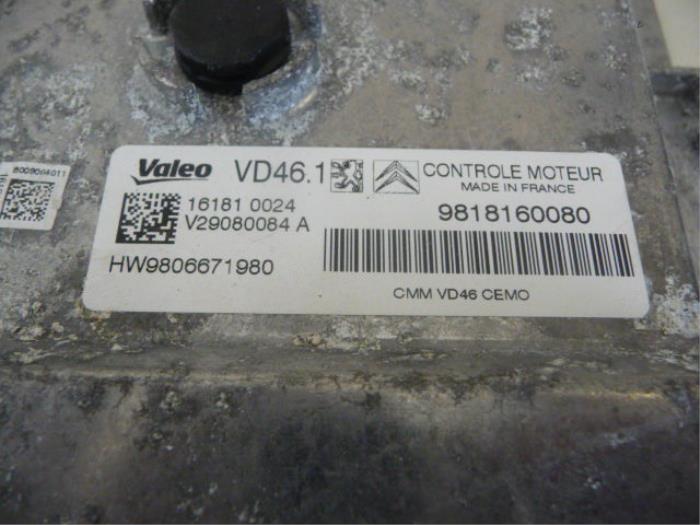 Valeo VD46.1 CONTROLE MOTEUR
MADE IN FRANCE
16181 0024
V29080084 A
9818160080
HW9806671980
CMM VD46 CEMO